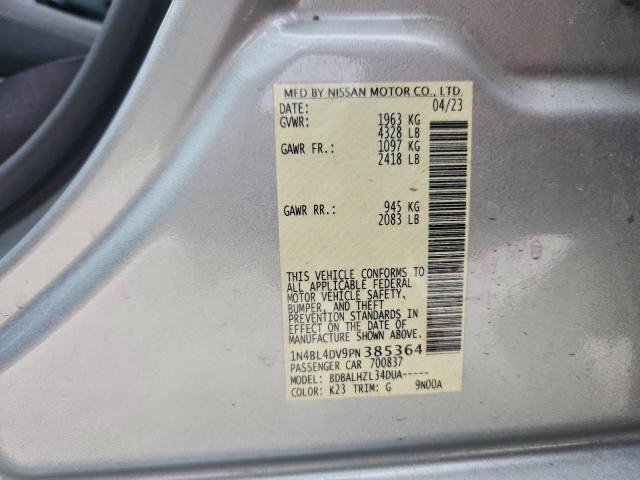 MFD BY NISSAN MOTOR CO., LTD.
DATE: 04/23
GVWR: 1963 KG
4328 LB
GAWR FR.: 1097 KG
2418 LB
GAWR RR.: 945 KG
2083 LB
THIS VEHICLE CONFORMS TO
ALL APPLICABLE FEDERAL
MOTOR VEHICLE SAFETY,
BUMPER, AND THEFT
PREVENTION STANDARDS IN
EFFECT ON THE DATE OF
MANUFACTURE SHOWN ABOVE.
1N4BL4DV9PN385364
PASSENGER CAR 700837
MODEL: BDBALHZL34DUA-----
COLOR: K23 TRIM: G 9N00A